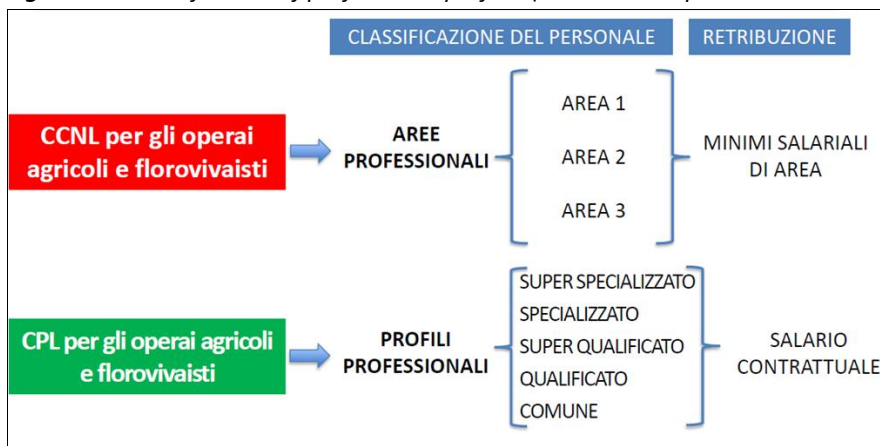 CLASSIFICAZIONE DEL PERSONALE
RETRIBUZIONE
CCNL per gli operai
agricoli e florovivaisti
AREE
PROFESSIONALI
AREA 1
AREA 2
AREA 3
MINIMI SALARIALI
DI AREA
CPL per gli operai agricoli
e florovivaisti
PROFILI
PROFESSIONALI
SUPER SPECIALIZZATO
SPECIALIZZATO
SUPER QUALIFICATO
QUALIFICATO
COMUNE
SALARIO
CONTRATTUALE